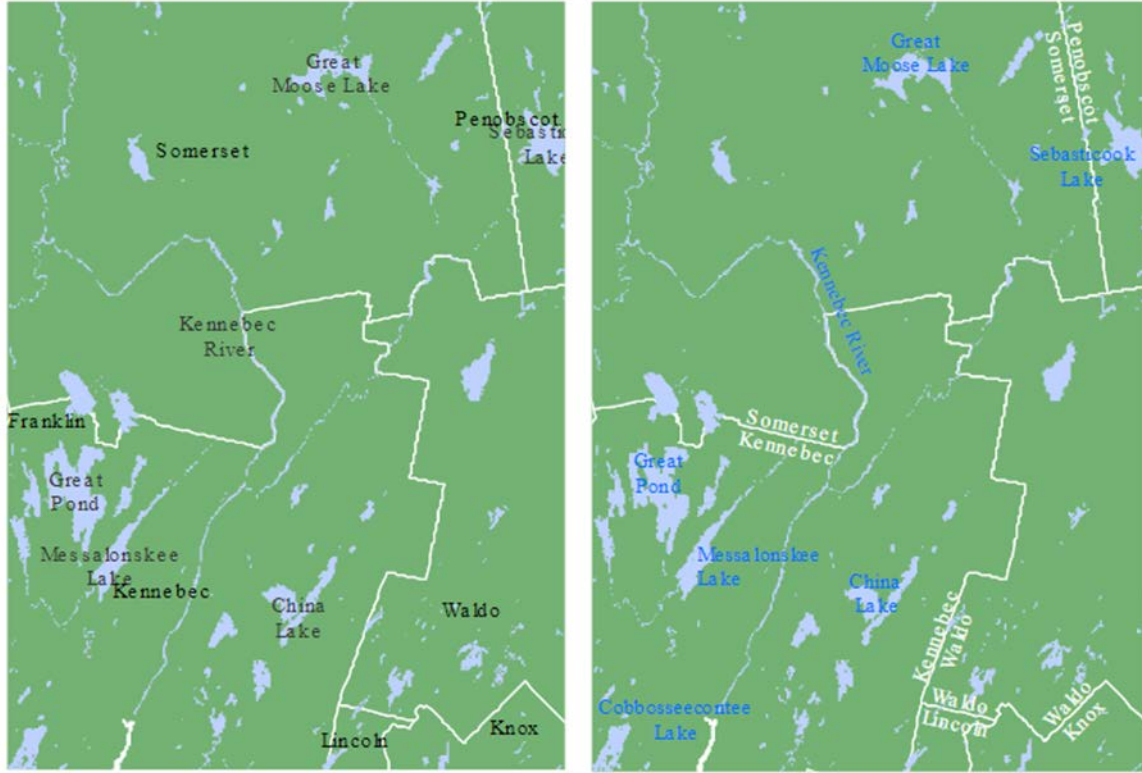 Great
Moose Lake
Penobscot
Somerset
Kennebec
River
Franklin
Great
Pond
Messalonskee
Lake
Kennebec
China
Lake
Waldo
Knox
Lincoln
Great
Moose Lake
Penobscot
Somerset
Sebasticook
Lake
Kennebec River
Somerset
Kennebec
Great
Pond
Messalonskee
Lake
China
Lake
Kennebec
Waldo
Cobbosseecontee
Lake
Waldo
Lincoln
Waldo
Knox